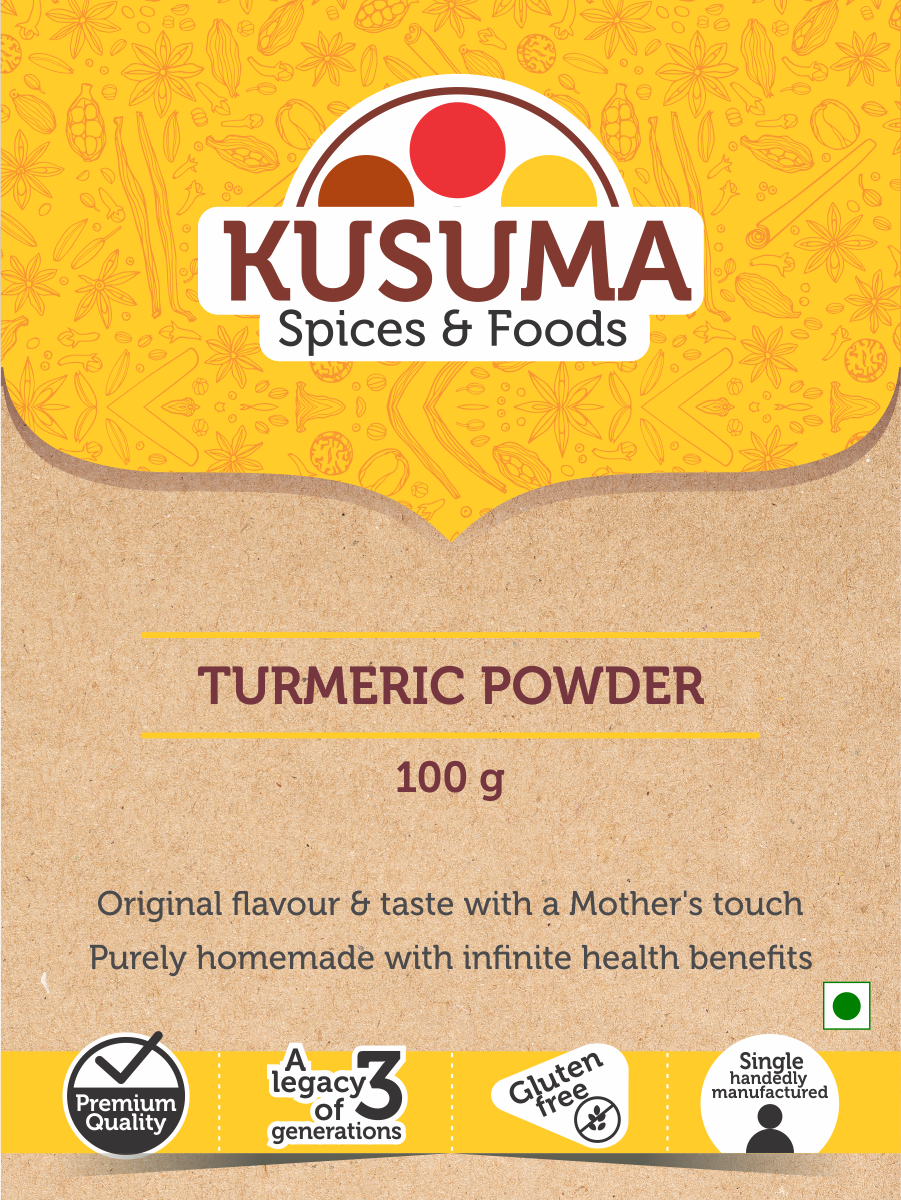 KUSUMA
Spices & Foods
TURMERIC POWDER
100 g
Original flavour & taste with a Mother's touch
Purely homemade with infinite health benefits
Premium
Quality
A
legacy 3
of
generations
Gluten
free
Single
handedly
manufactured